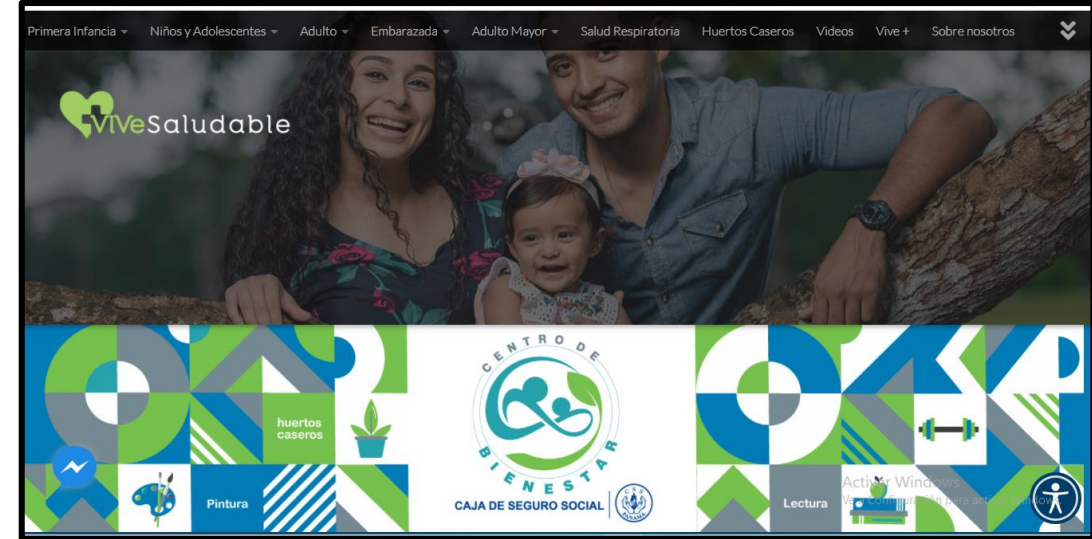 Primera Infancia
Niños y Adolescentes
Adulto
Embarazada
Adulto Mayor
Salud Respiratoria
Huertos Caseros
Videos
Vive +
Sobre nosotros
ViveSaludable
CENTRO DE
BIENESTAR
CAJA DE SEGURO SOCIAL
huertos
caseros
Pintura
Lectura
Activar Windows